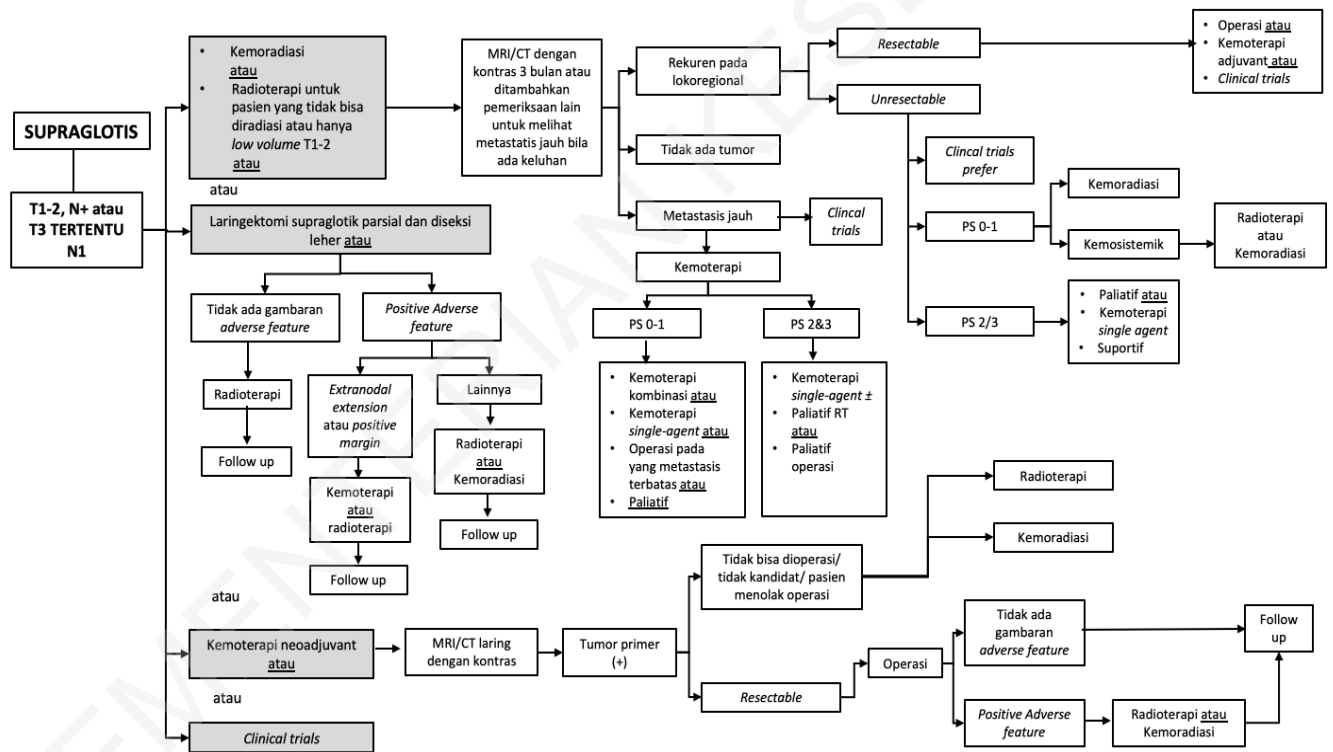 SUPRAGLOTIS
T1-2, N+ atau
T3 TERTENTU
N1
• Kemoradiasi
atau
• Radioterapi untuk
pasien yang tidak bisa
diradiasi atau hanya
low volume T1-2
atau
atau
MRI/CT dengan
kontras 3 bulan atau
ditambahkan
pemeriksaan lain
untuk melihat
metastatis jauh bila
ada keluhan
Rekuren pada
lokoregional
Resectable
• Operasi atau
• Kemoterapi
adjuvant atau
• Clinical trials
Unresectable
Clincal trials
prefer
PS 0-1
Kemoradiasi
Kemosistemik
Radioterapi
atau
Kemoradiasi
PS 2/3
• Paliatif atau
• Kemoterapi
single agent
• Suportif
Tidak ada tumor
Metastasis jauh
Clincal
trials
Kemoterapi
PS 0-1
• Kemoterapi
kombinasi atau
• Kemoterapi
single-agent atau
• Operasi pada
yang metastasis
terbatas atau
• Paliatif
PS 2&3
• Kemoterapi
single-agent ±
• Paliatif RT
atau
• Paliatif
operasi
Laringektomi supraglotik parsial dan diseksi
leher atau
Tidak ada gambaran
adverse feature
Radioterapi
Follow up
Positive Adverse
feature
Extranodal
extension
atau positive
margin
Kemoterapi
atau
radioterapi
Follow up
Lainnya
Radioterapi
atau
Kemoradiasi
Follow up
atau
Kemoterapi neoadjuvant
atau
MRI/CT laring
dengan kontras
Tumor primer
(+)
Tidak bisa dioperasi/
tidak kandidat/ pasien
menolak operasi
Radioterapi
Kemoradiasi
Resectable
Operasi
Tidak ada
gambaran
adverse feature
Follow
up
Positive Adverse
feature
Radioterapi atau
Kemoradiasi
atau
Clinical trials
MENTERIAN KESE